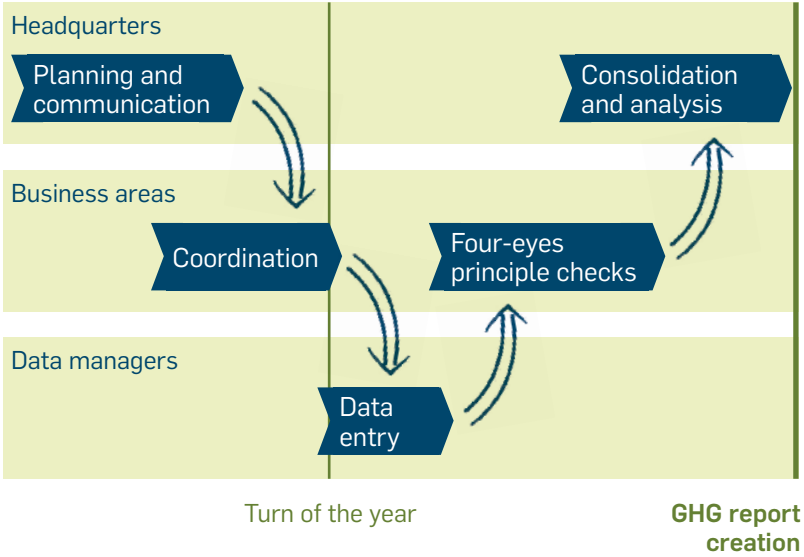 Headquarters
Planning and
communication
Consolidation
and analysis
Business areas
Coordination
Four-eyes
principle checks
Data managers
Data
entry
Turn of the year
GHG report
creation